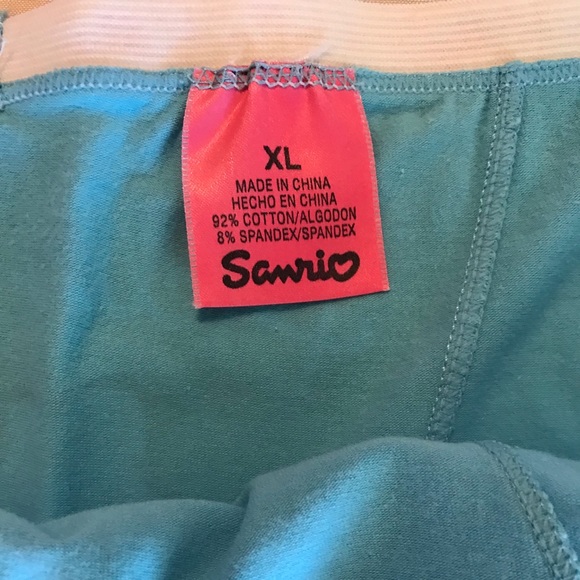 XL
MADE IN CHINA
HECHO EN CHINA
92% COTTON/ALGODON
8% SPANDEX/SPANDEX
Sanrio